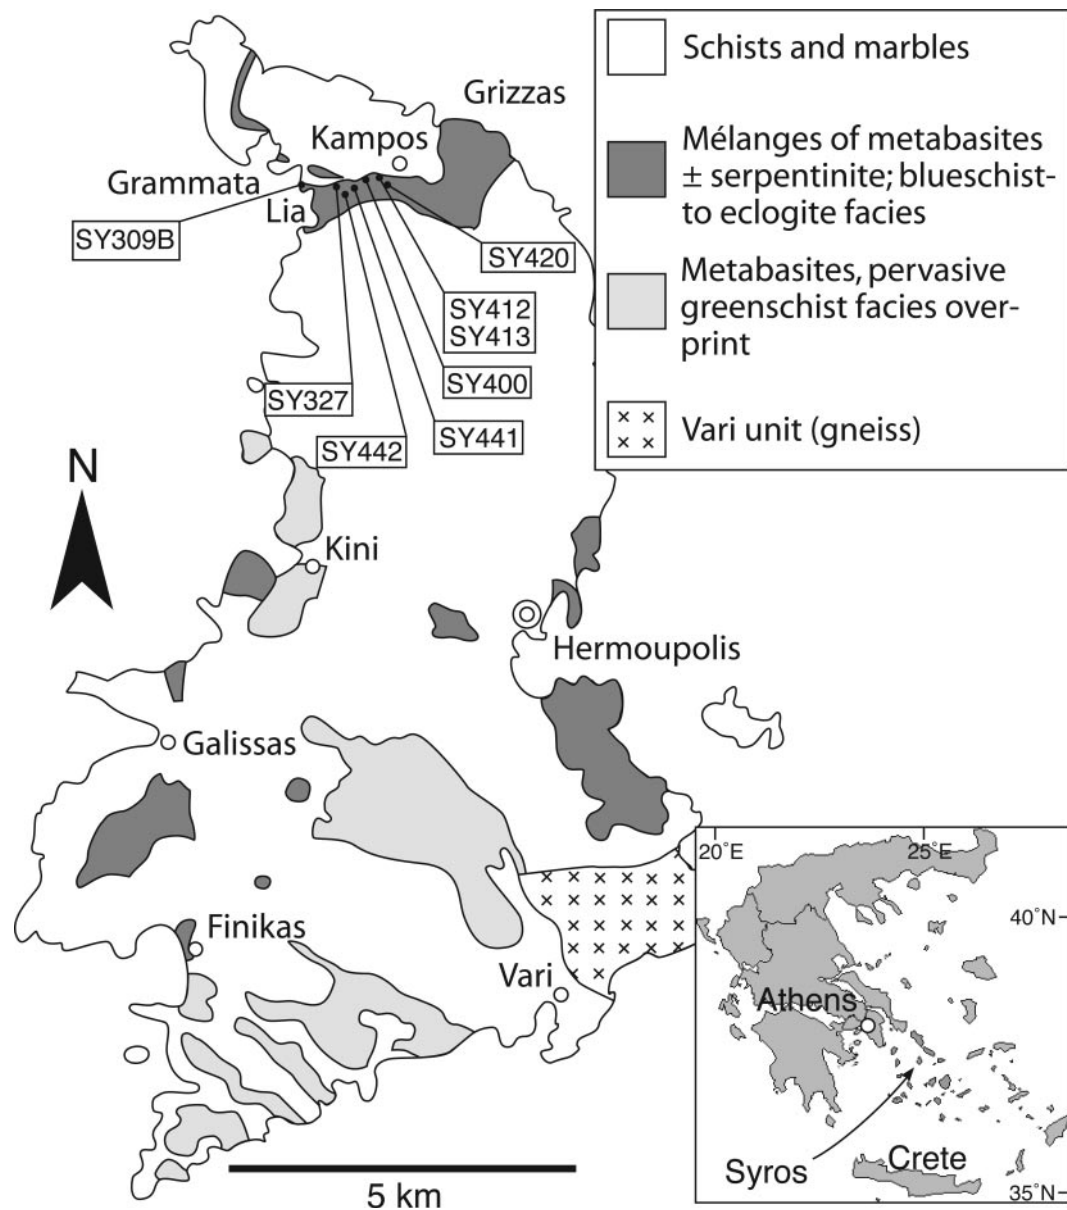 Schists and marbles
Mélanges of metabasites
± serpentinite; blueschist-
to eclogite facies
Metabasites, pervasive
greenschist facies over-
print
Vari unit (gneiss)
Grizzas
Kampos
Grammata
Lia
SY309B
SY420
SY412
SY413
SY400
SY327
SY441
SY442
N
Kini
Hermoupolis
Galissas
Finikas
Vari
5 km
20°E
25°E
40°N
Athens
Syros
Crete
35°N